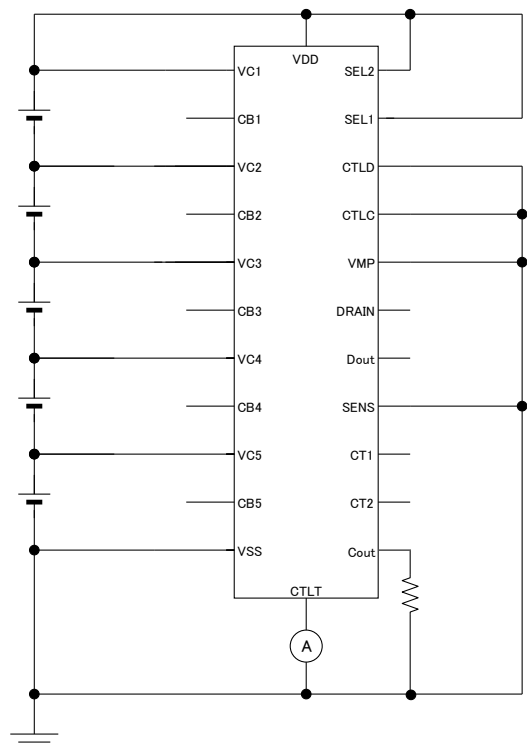 VDD
VC1 SEL2
CB1 SEL1
VC2 CTLD
CB2 CTLC
VC3 VMP
CB3 DRAIN
VC4 Dout
CB4 SENS
VC5 CT1
CB5 CT2
VSS Cout
CTLT
A